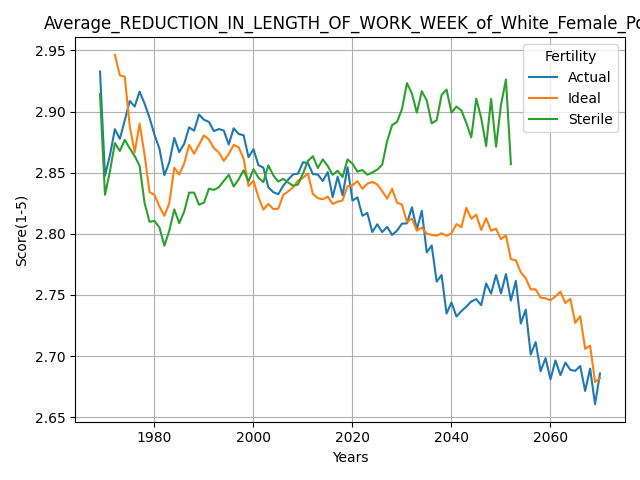 Average_REDUCTION_IN_LENGTH_OF_WORK_WEEK_of_White_Female_Po
Score(1-5)
2.95
2.90
2.85
2.80
2.75
2.70
2.65
Fertility
Actual
Ideal
Sterile
1980 2000 2020 2040 2060
Years